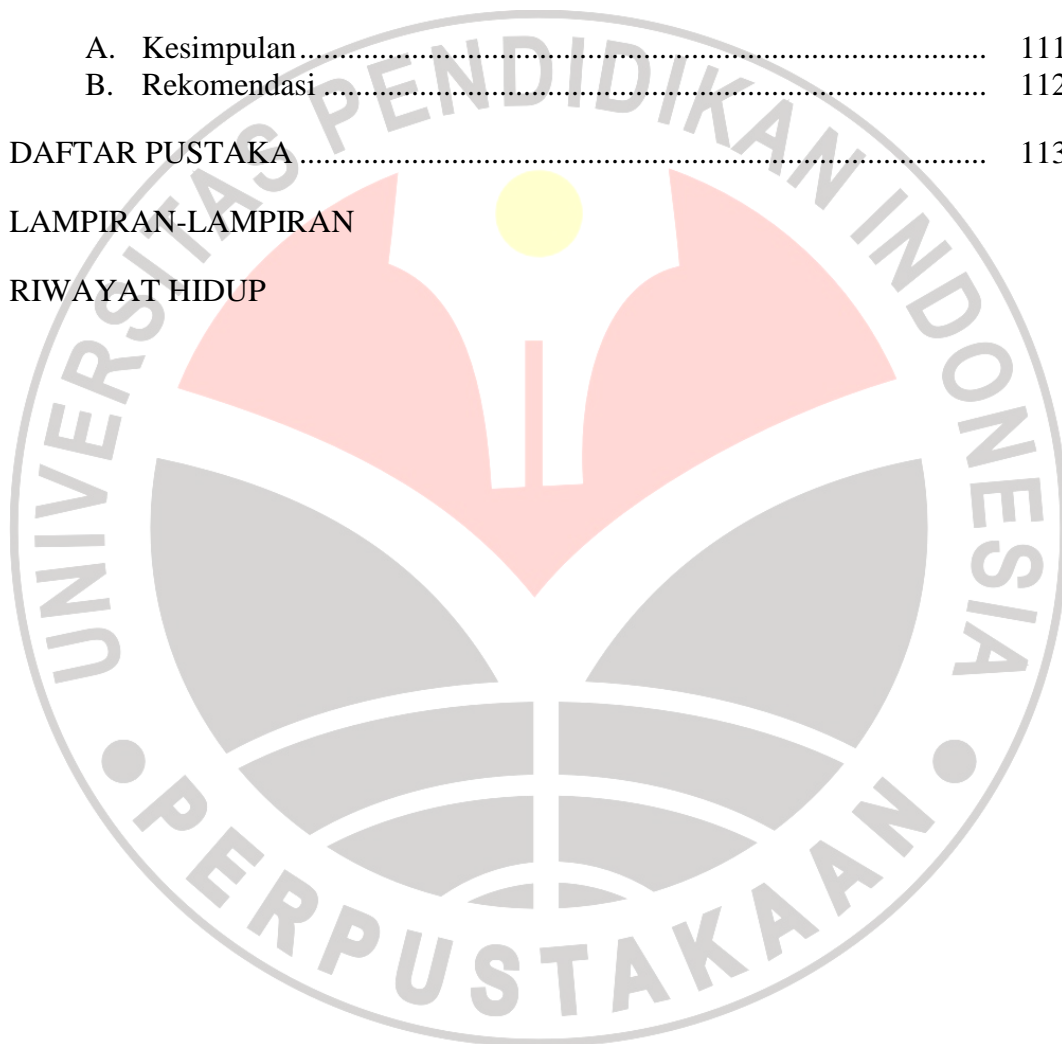 A. Kesimpulan ........................................................................................ 111
B. Rekomendasi ..................................................................................... 112
DAFTAR PUSTAKA ........................................................................................ 113
LAMPIRAN-LAMPIRAN
RIWAYAT HIDUP
UNIVERSITAS PENDIDIKAN INDONESIA
PERPUSTAKAAN